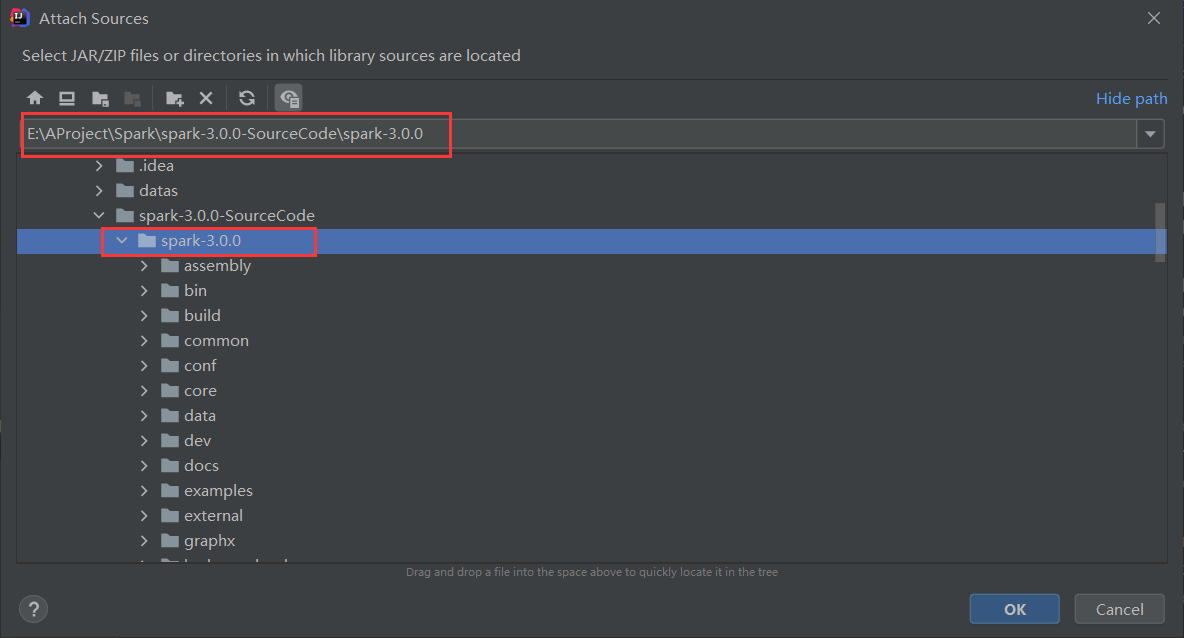 Attach Sources
Select JAR/ZIP files or directories in which library sources are located
Hide path
E:\AProject\Spark\spark-3.0.0-SourceCode\spark-3.0.0
.idea
datas
spark-3.0.0-SourceCode
spark-3.0.0
assembly
bin
build
common
conf
core
data
dev
docs
examples
external
graphx
Drag and drop a file into the space above to quickly locate it in the tree
?
OK
Cancel